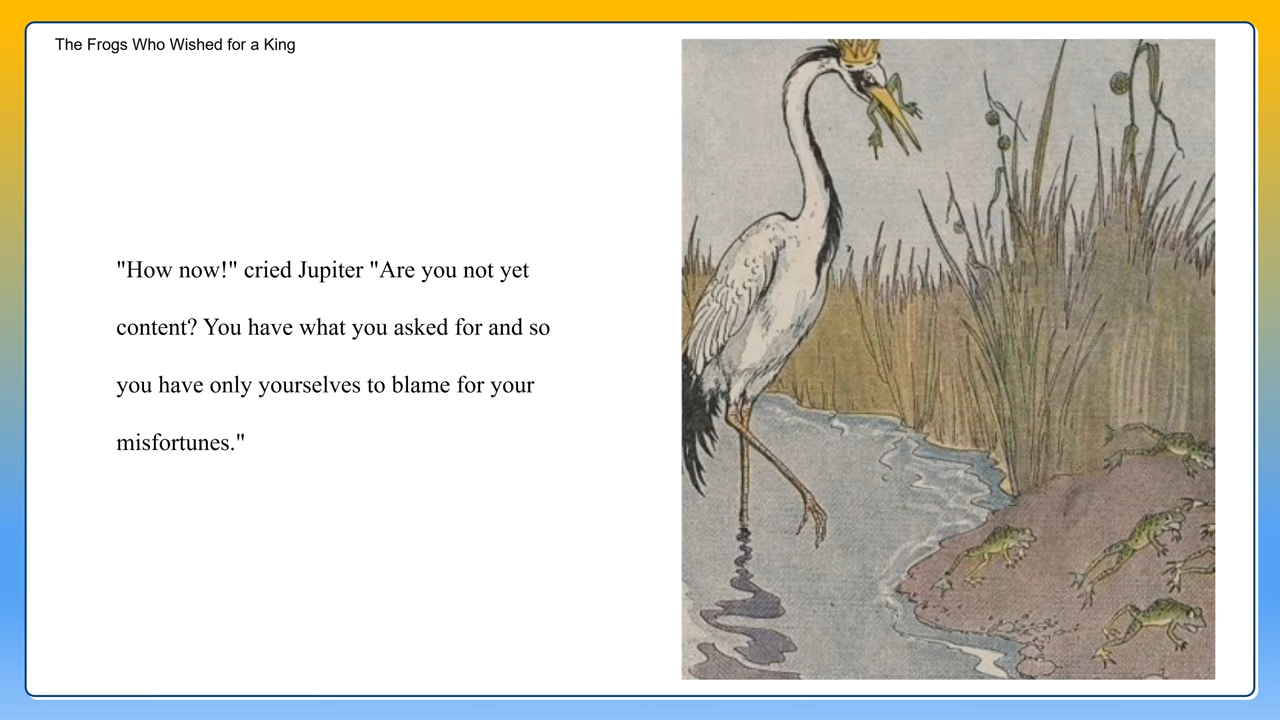 The Frogs Who Wished for a King
"How now!" cried Jupiter "Are you not yet
content? You have what you asked for and so
you have only yourselves to blame for your
misfortunes."